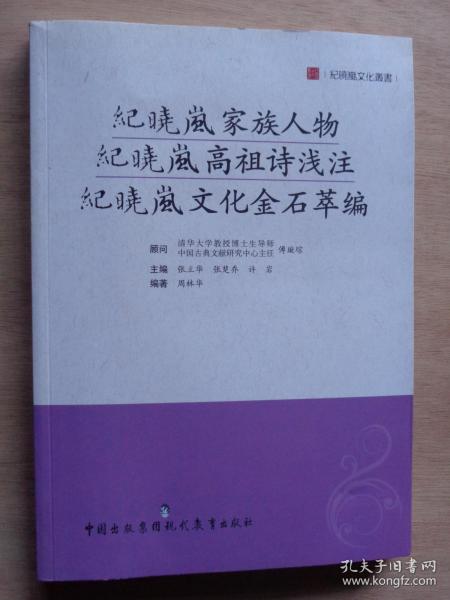 紀曉嵐文化叢書
紀曉嵐家族人物
紀曉嵐高祖诗浅注
紀曉嵐文化金石萃编
顾问 清华大学教授博士生导师
中国古典文献研究中心主任 傅璇琮
主编 张立华 张楚乔 许岩
编著 周林华
中国出版集团现代教育出版社
孔夫子旧书网
www.kongfz.com